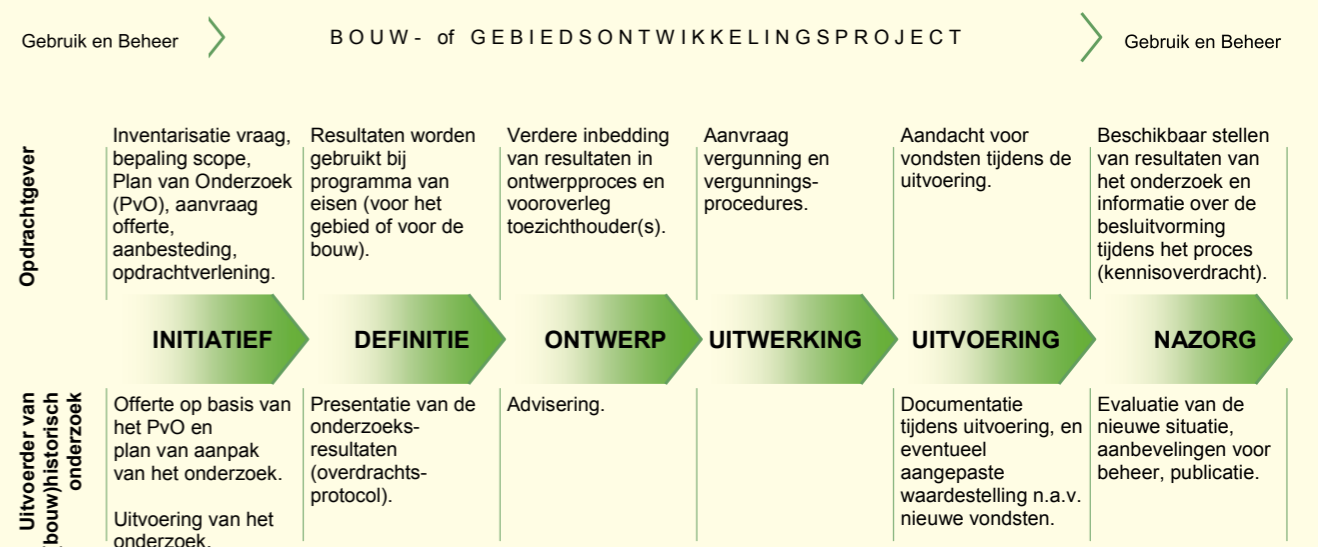 Gebruik en Beheer
BOUW- of GEBIEDSONTWIKKELINGSPROJECT
Gebruik en Beheer
Opdrachtgever
Inventarisatie vraag,
bepaling scope,
Plan van Onderzoek
(PvO), aanvraag
offerte,
aanbesteding,
opdrachtverlening.
Resultaten worden
gebruikt bij
programma van
eisen (voor het
gebied of voor de
bouw).
Verdere inbedding
van resultaten in
ontwerpproces en
vooroverleg
toezichthouder(s).
Aanvraag
vergunning en
vergunnings-
procedures.
Aandacht voor
vondsten tijdens de
uitvoering.
Beschikbaar stellen
van resultaten van
het onderzoek en
informatie over de
besluitvorming
tijdens het proces
(kennisoverdracht).
INITIATIEF
DEFINITIE
ONTWERP
UITWERKING
UITVOERING
NAZORG
Uitvoerder van
bouw)historisch
onderzoek
Offerte op basis van
het PvO en
plan van aanpak
van het onderzoek.
Uitvoering van het
onderzoek.
Presentatie van de
onderzoeks-
resultaten
(overdrachts-
protocol).
Advisering.
Documentatie
tijdens uitvoering, en
eventueel
aangepaste
waardestelling n.a.v.
nieuwe vondsten.
Evaluatie van de
nieuwe situatie,
aanbevelingen voor
beheer, publicatie.